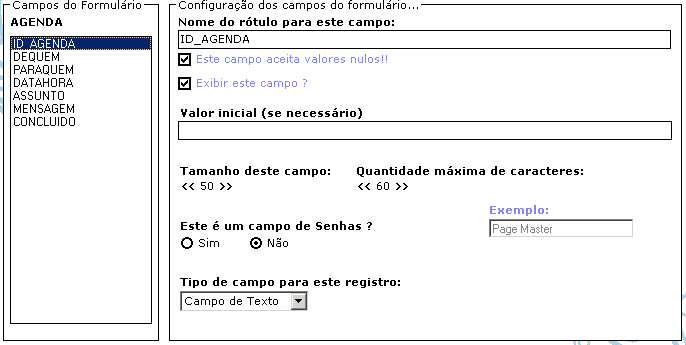 Campos do Formulário
AGENDA
ID_AGENDA
DEQUEM
PARAQUEM
DATAHORA
ASSUNTO
MENSAGEM
CONCLUIDO
Configuração dos campos do formulário...
Nome do rótulo para este campo:
ID_AGENDA
Este campo aceita valores nulos!!
Exibir este campo ?
Valor inicial (se necessário)
Tamanho deste campo: Quantidade máxima de caracteres:
<< 50 >> << 60 >>
Exemplo:
Page Master
Este é um campo de Senhas ?
Sim Não
Tipo de campo para este registro:
Campo de Texto